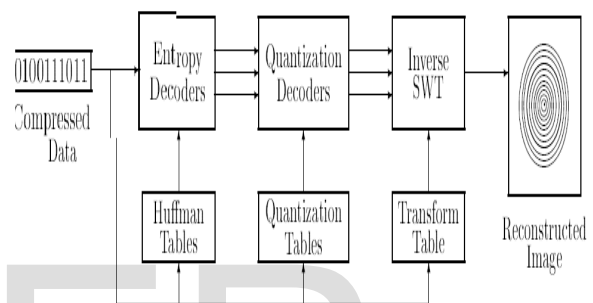 0100111011
Compressed
Data
Entropy
Decoders
Quantization
Decoders
Inverse
SWT
Huffman
Tables
Quantization
Tables
Transform
Table
Reconstructed
Image